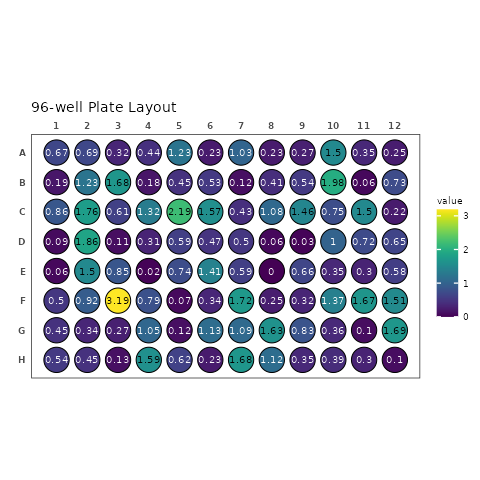 96-well Plate Layout
1 2 3 4 5 6 7 8 9 10 11 12
A 0.67 0.69 0.32 0.44 1.23 0.23 1.03 0.23 0.27 1.5 0.35 0.25
B 0.19 1.23 1.68 0.18 0.45 0.53 0.12 0.41 0.54 1.98 0.06 0.73
value
C 0.86 1.76 0.61 1.32 2.19 1.57 0.43 1.08 1.46 0.75 1.5 0.22
3
D 0.09 1.86 0.11 0.31 0.59 0.47 0.5 0.06 0.03 1 0.72 0.65
2
E 0.06 1.5 0.85 0.02 0.74 1.41 0.59 0 0.66 0.35 0.3 0.58
1
F 0.5 0.92 3.19 0.79 0.07 0.34 1.72 0.25 0.32 1.37 1.67 1.51
0
G 0.45 0.34 0.27 1.05 0.12 1.13 1.09 1.63 0.83 0.36 0.1 1.69
H 0.54 0.45 0.13 1.59 0.62 0.23 1.68 1.12 0.35 0.39 0.3 0.1